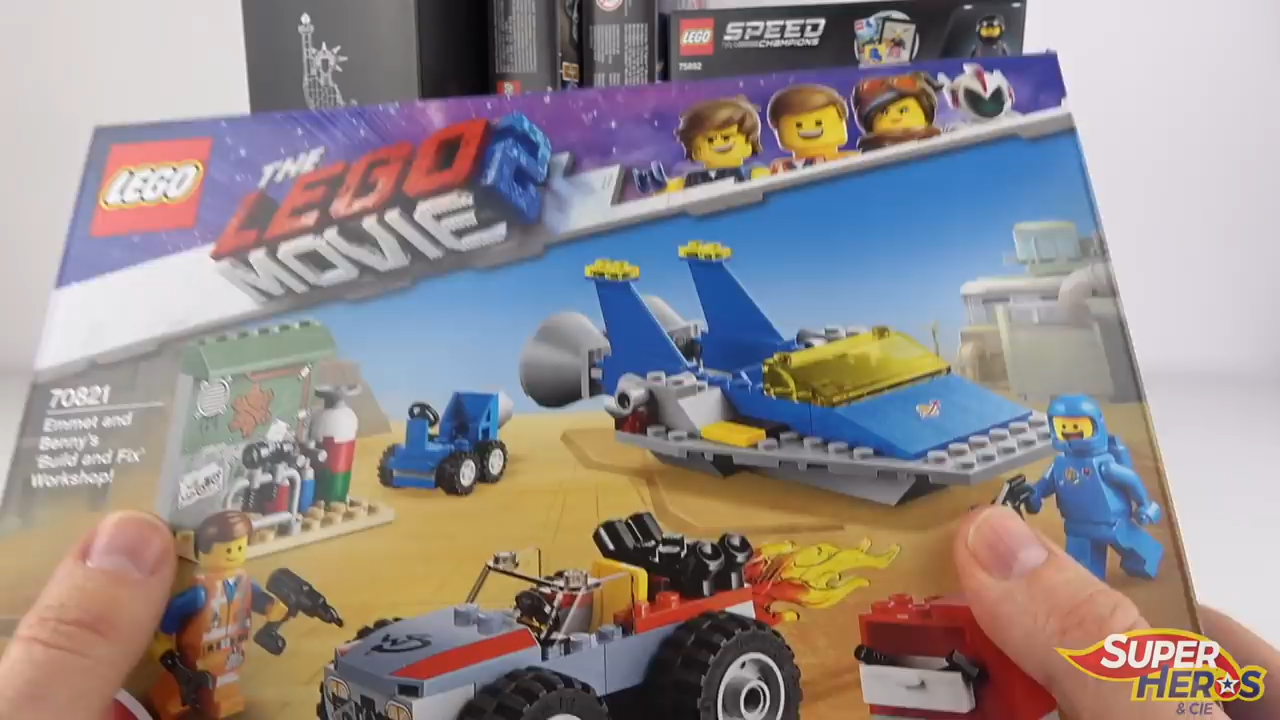 LEGO
SPEED
CHAMPIONS
75892
LEGO
THE
LEGO
MOVIE
2
70821
Emmet and
Benny's
'Build and Fix'
Workshop!
SUPER
HEROS
& CIE